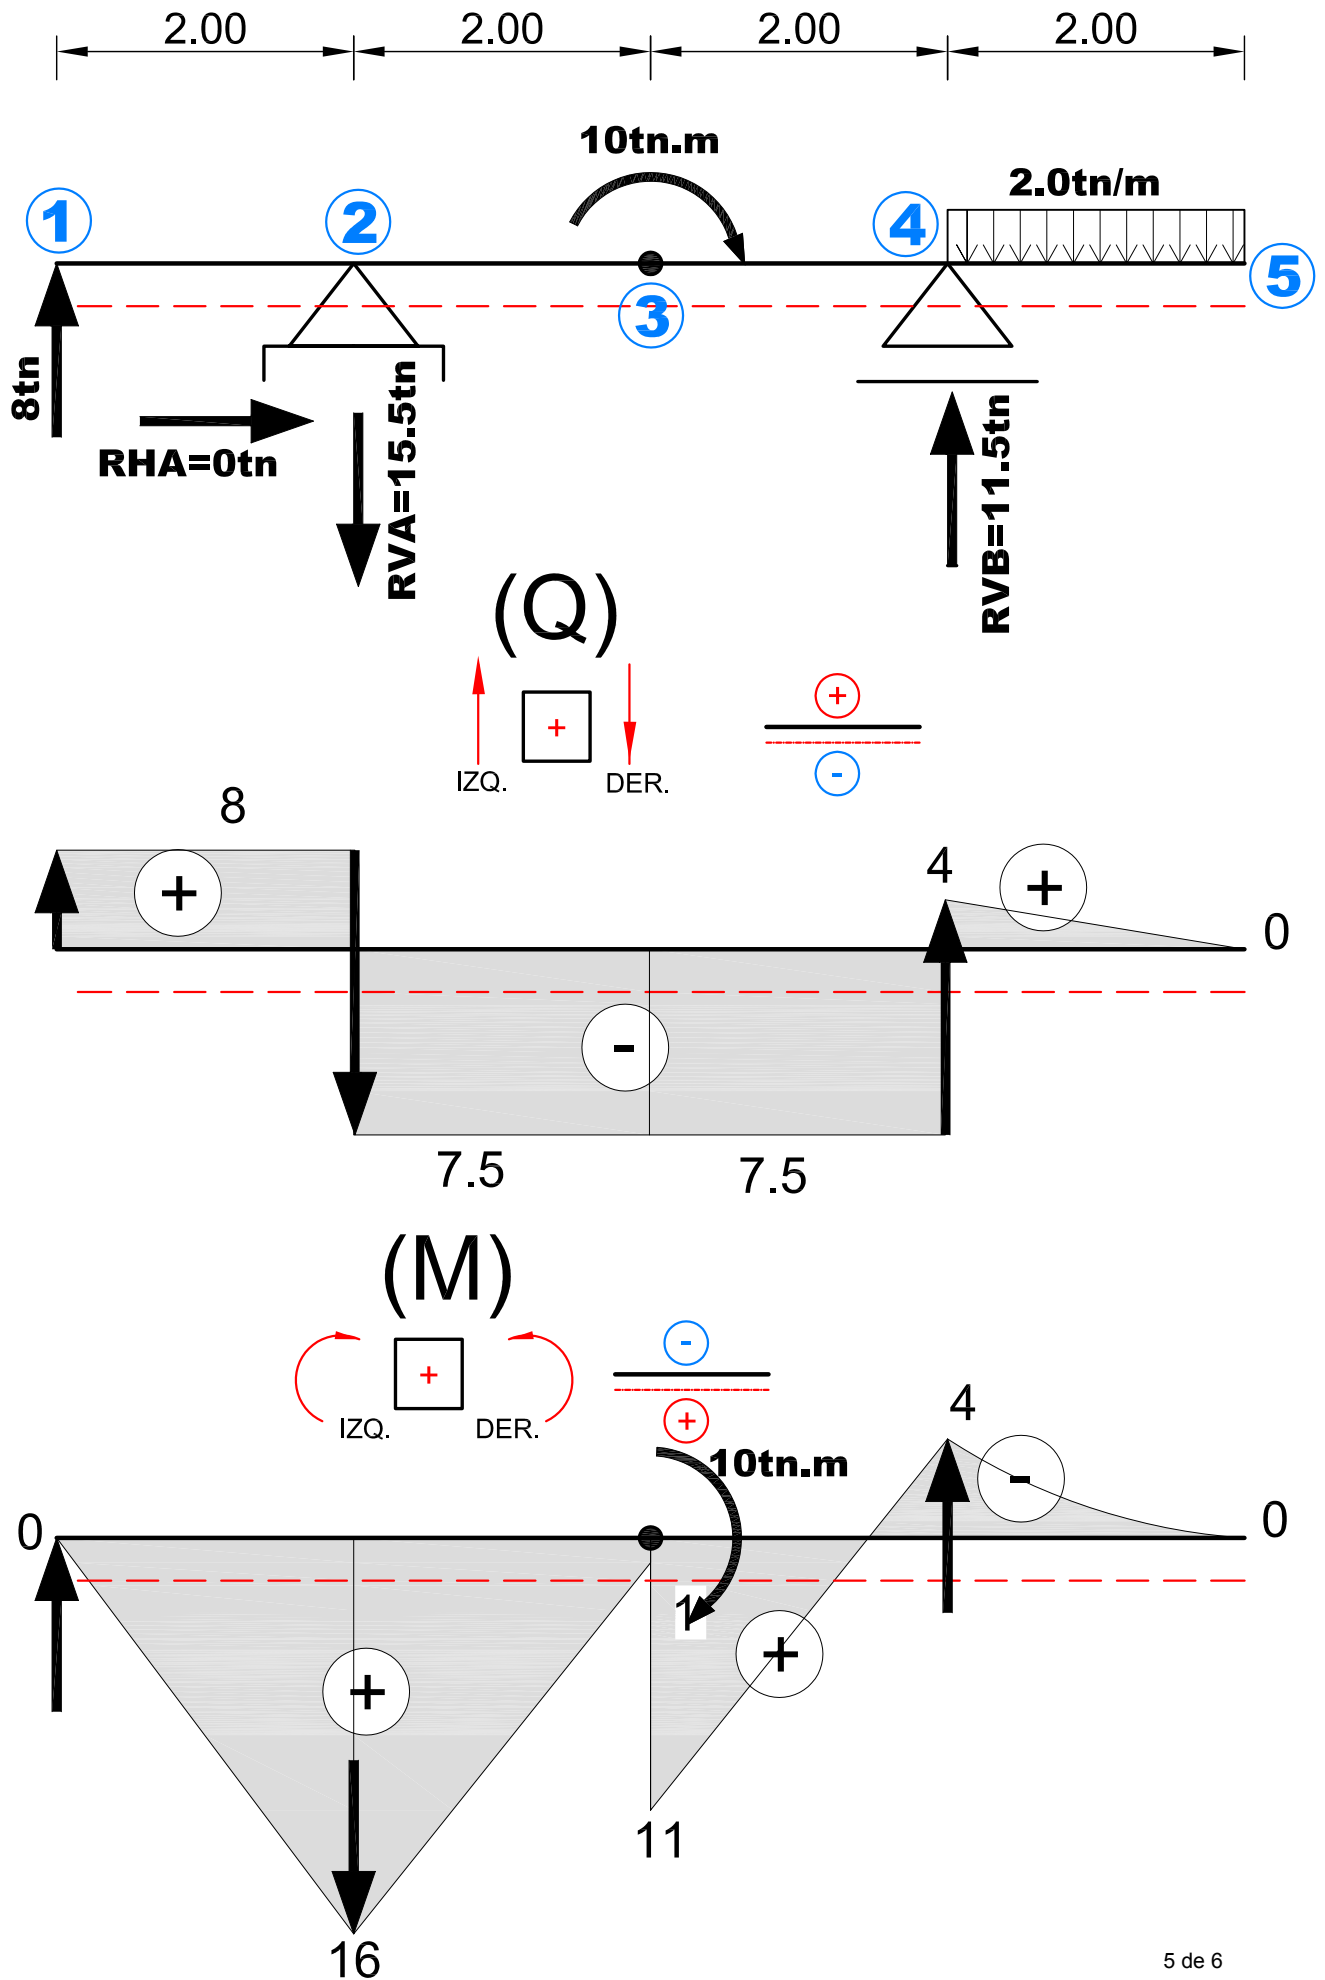 2.00 2.00 2.00 2.00
10tn.m
2.0tn/m
1 2 4
5
3
8tn
RHA=0tn
RVA=15.5tn
RVB=11.5tn
(Q)
+ +
-
IZQ. DER.
8
+
4
+
0
-
7.5 7.5
(M)
-
+
+
IZQ. DER.
10tn.m
4
-
0
0
1
+
+
11
16
5 de 6